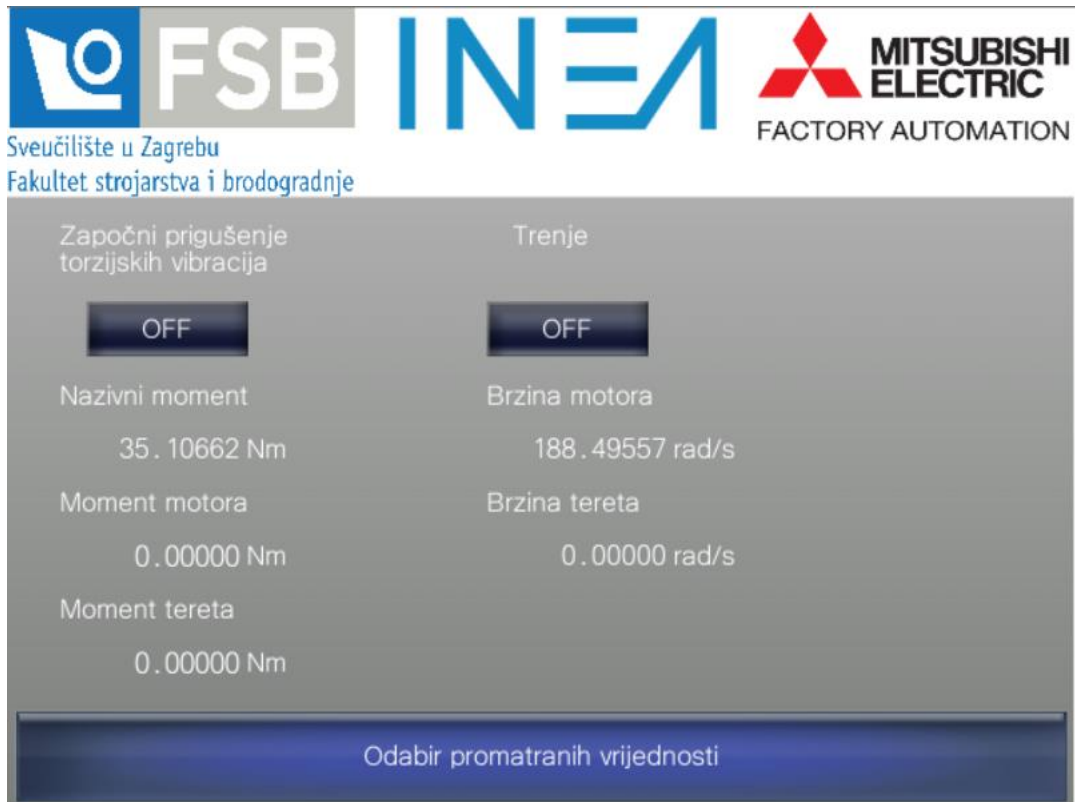 FSB
INEA
MITSUBISHI
ELECTRIC
FACTORY AUTOMATION
Sveučilište u Zagrebu
Fakultet strojarstva i brodogradnje
Započni prigušenje
torzijskih vibracija
Trenje
OFF
OFF
Nazivni moment
Brzina motora
35.10662 Nm
188.49557 rad/s
Moment motora
Brzina tereta
0.00000 Nm
0.00000 rad/s
Moment tereta
0.00000 Nm
Odabir promatranih vrijednosti